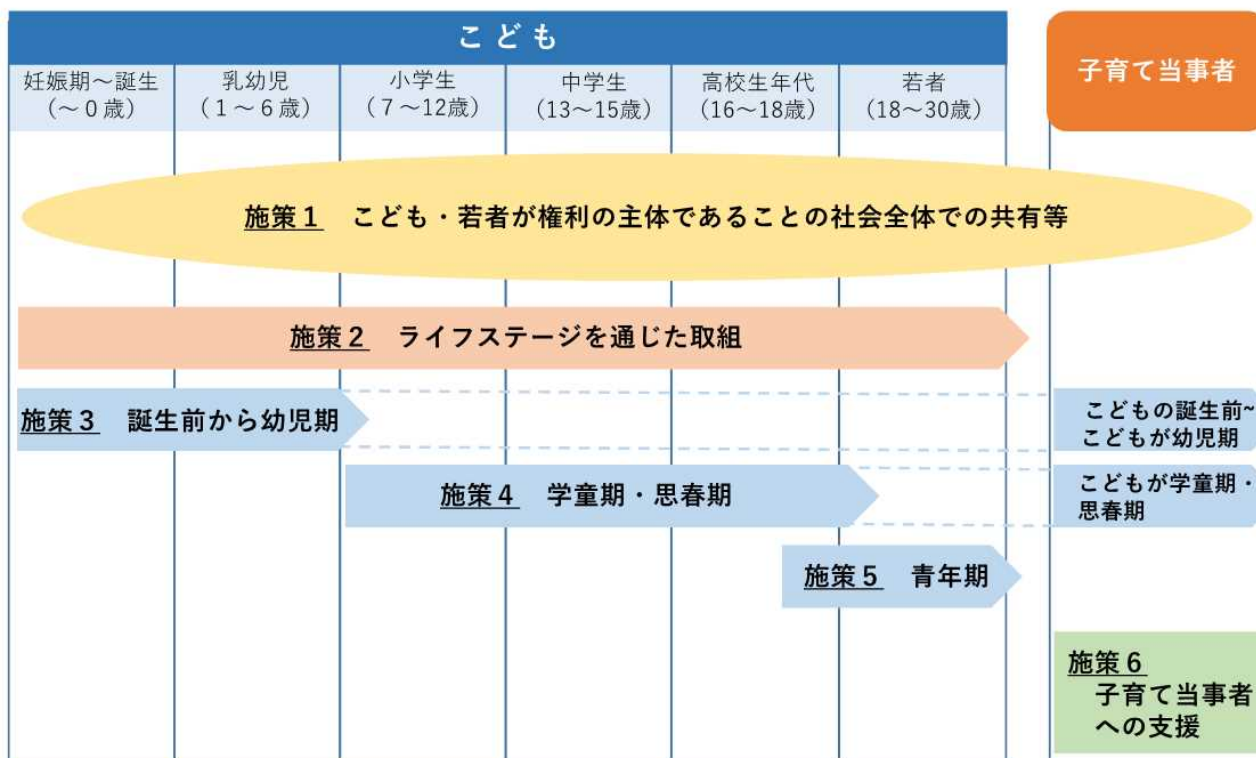 こども
子育て当事者
妊娠期～誕生
（～０歳）
乳幼児
（１～６歳）
小学生
（７～12歳）
中学生
（13～15歳）
高校生年代
（16～18歳）
若者
（18～30歳）
施策１　こども・若者が権利の主体であることの社会全体での共有等
施策２　ライフステージを通じた取組
施策３　誕生前から幼児期
こどもの誕生前~
こどもが幼児期
施策４　学童期・思春期
こどもが学童期・
思春期
施策５　青年期
施策６
子育て当事者
への支援